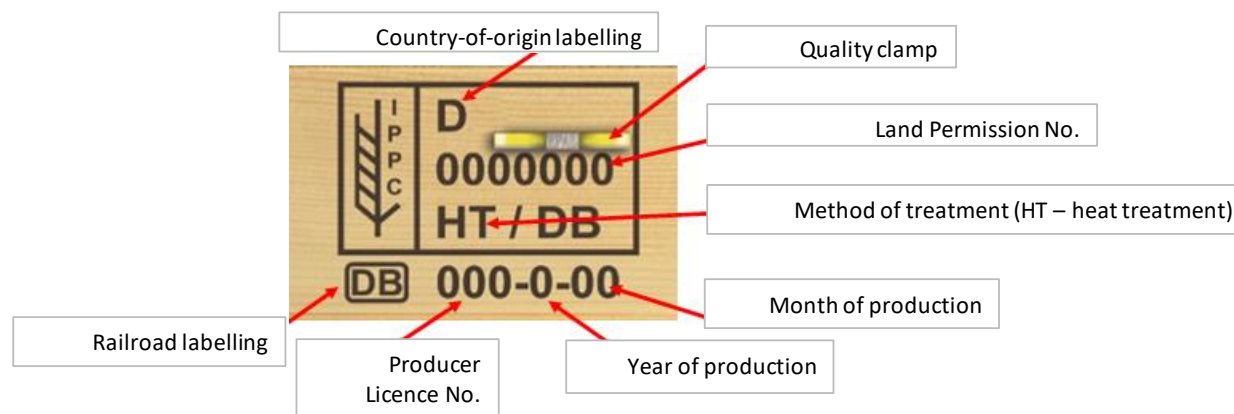 Country-of-origin labelling
Quality clamp
D
IPPC
Land Permission No.
0000000
Method of treatment (HT – heat treatment)
HT / DB
DB 000-0-00
Month of production
Railroad labelling
Producer
Licence No.
Year of production